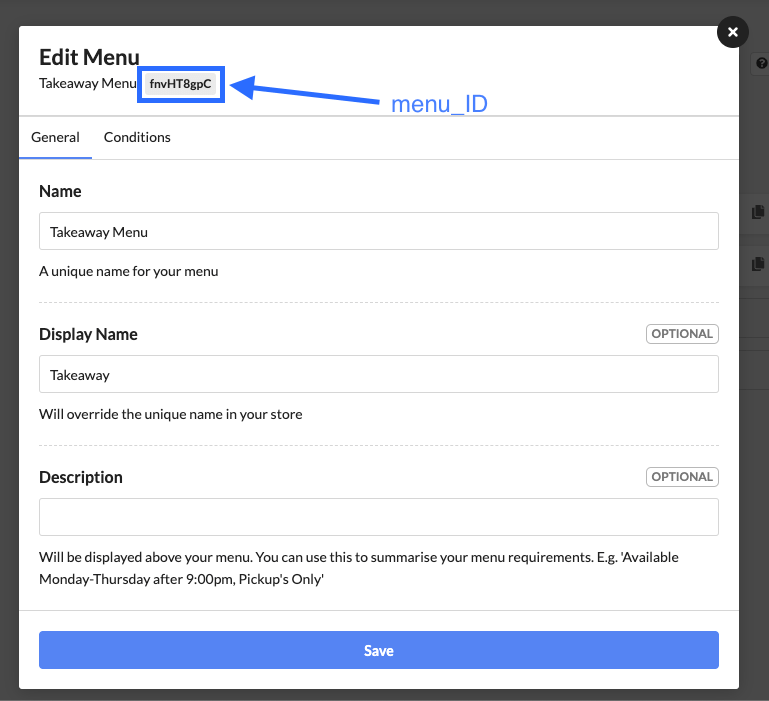 Edit Menu
Takeaway Menu fnvHT8gpC
menu_ID
General Conditions
Name
Takeaway Menu
A unique name for your menu
Display Name OPTIONAL
Takeaway
Will override the unique name in your store
Description OPTIONAL
Will be displayed above your menu. You can use this to summarise your menu requirements. E.g. 'Available
Monday-Thursday after 9:00pm, Pickup's Only'
Save